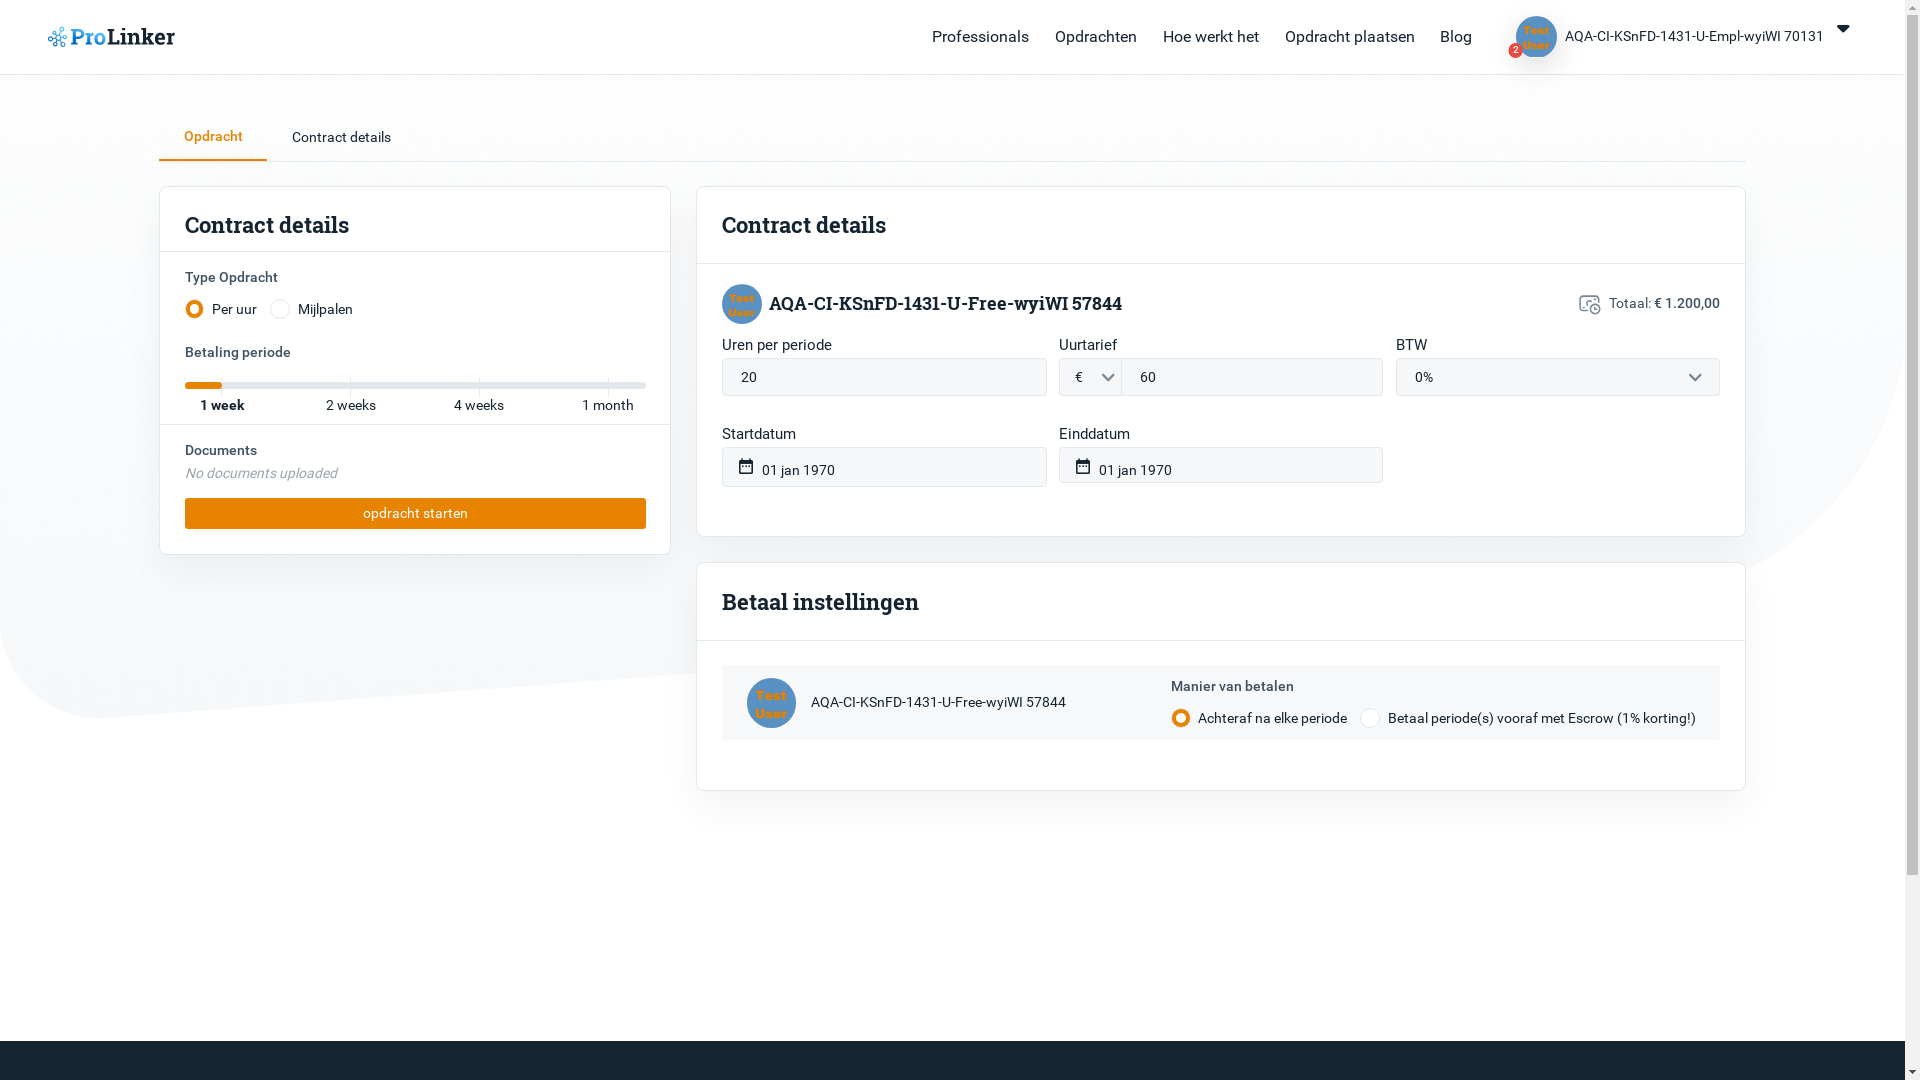 ProLinker
Professionals
Opdrachten
Hoe werkt het
Opdracht plaatsen
Blog
Test
User
2
AQA-CI-KSnFD-1431-U-Empl-wyiWI 70131
Opdracht
Contract details
Contract details
Type Opdracht
Per uur
Mijlpalen
Betaling periode
1 week
2 weeks
4 weeks
1 month
Documents
No documents uploaded
opdracht starten
Contract details
Test
User
AQA-CI-KSnFD-1431-U-Free-wyiWI 57844
Totaal: € 1.200,00
Uren per periode
Uurtarief
BTW
20
€
60
0%
Startdatum
Einddatum
01 jan 1970
01 jan 1970
Betaal instellingen
Test
User
AQA-CI-KSnFD-1431-U-Free-wyiWI 57844
Manier van betalen
Achteraf na elke periode
Betaal periode(s) vooraf met Escrow (1% korting!)